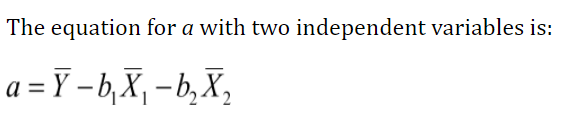 The equation for a with two independent variables is:
a = Y̅ – b₁X̅₁ – b₂X̅₂